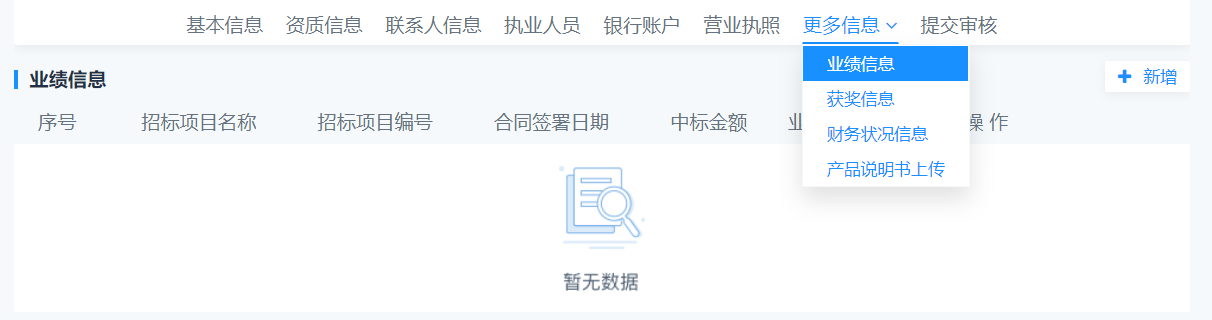 基本信息 资质信息 联系人信息 执业人员 银行账户 营业执照 更多信息 提交审核
业绩信息
业绩信息 新增
获奖信息
序号 招标项目名称 招标项目编号 合同签署日期 中标金额 业 操 作
财务状况信息
产品说明书上传
暂无数据